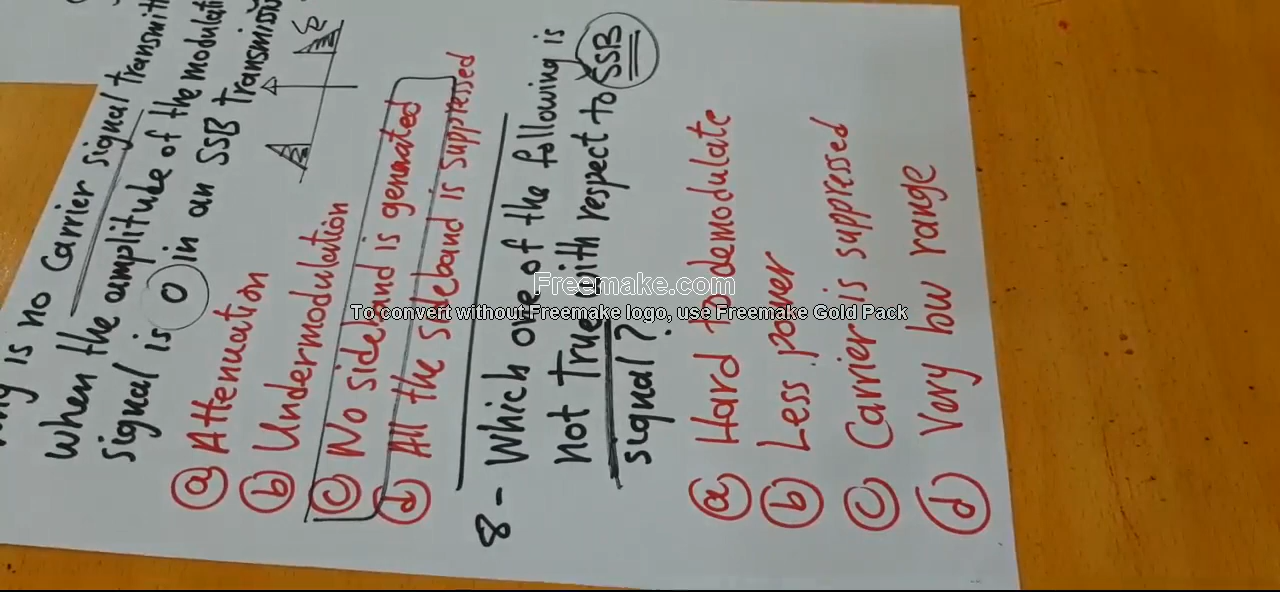 is no carrier signal
when the amplitude of the
signal is 0 in an SSB
ⓐ Attenuation
ⓑ Undermodulation
ⓒ No sideband is generated
ⓓ All the sideband is suppressed
8 - Which one of the following is
not true with respect to SSB
signal?
ⓐ Hard to demodulate
ⓑ Less power
ⓒ Carrier is suppressed
ⓓ Very low range
Freemake.com
To convert without Freemake logo, use Freemake Gold Pack